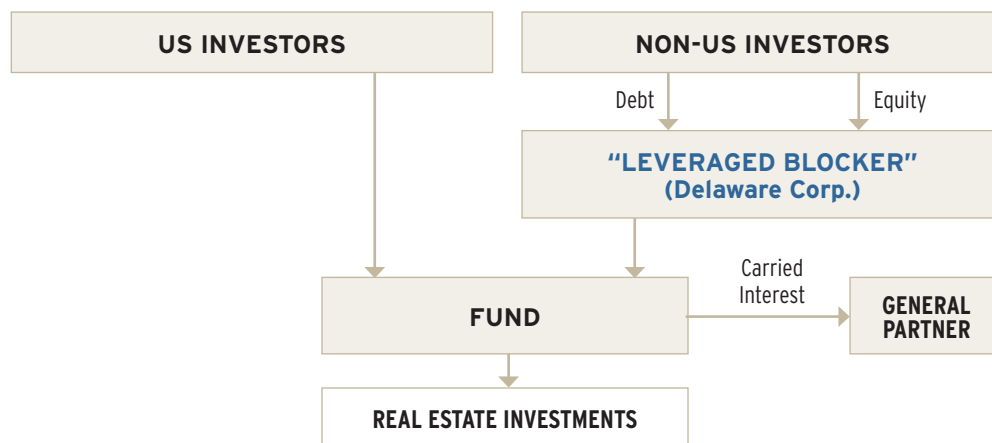 US INVESTORS
NON-US INVESTORS
Debt
Equity
“LEVERAGED BLOCKER”
(Delaware Corp.)
Carried
Interest
FUND
GENERAL
PARTNER
REAL ESTATE INVESTMENTS